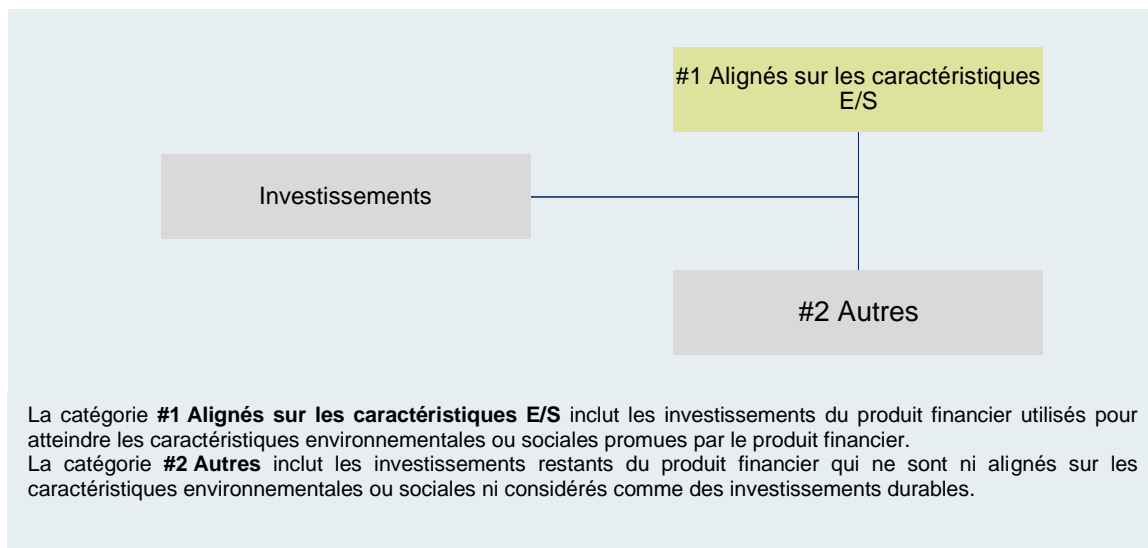 #1 Alignés sur les caractéristiques
E/S
Investissements
#2 Autres
La catégorie #1 Alignés sur les caractéristiques E/S inclut les investissements du produit financier utilisés pour
atteindre les caractéristiques environnementales ou sociales promues par le produit financier.
La catégorie #2 Autres inclut les investissements restants du produit financier qui ne sont ni alignés sur les
caractéristiques environnementales ou sociales ni considérés comme des investissements durables.